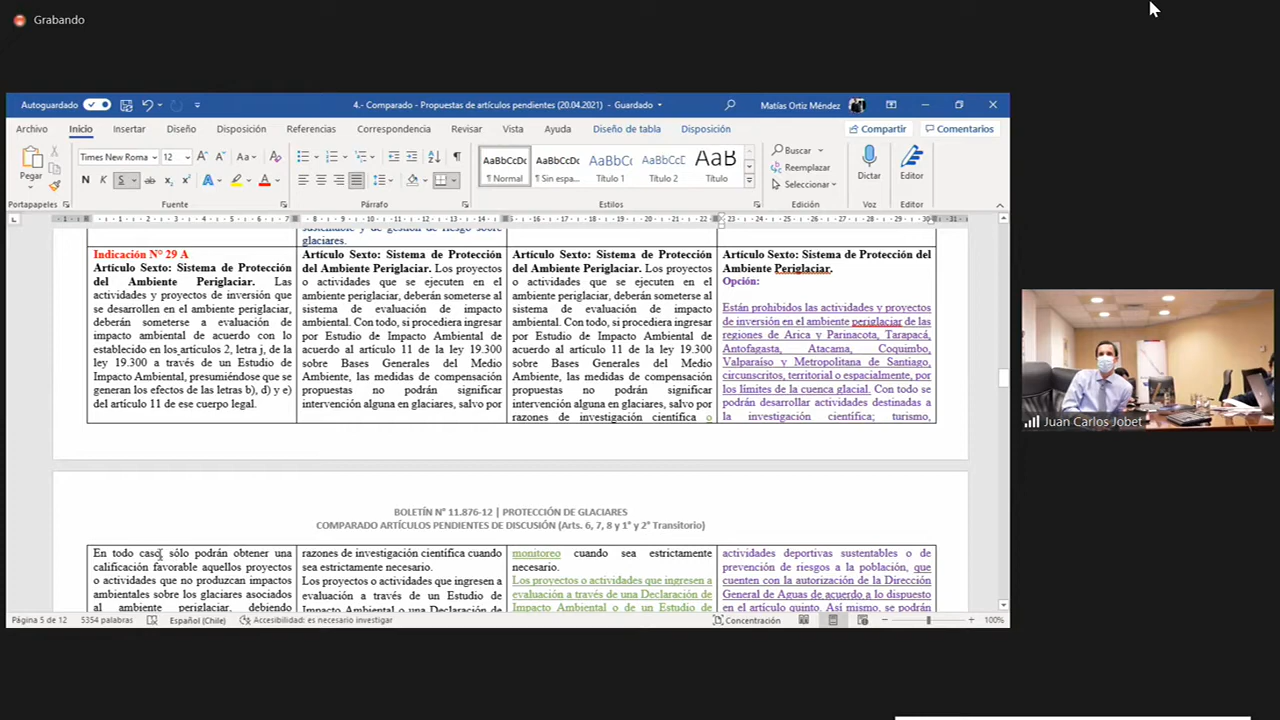 Grabando
Autoguardado
4.- Comparado - Propuestas de artículos pendientes (20.04.2021) - Guardado
Matías Ortiz Méndez
Archivo Inicio Insertar Diseño Disposición Referencias Correspondencia Revisar Vista Ayuda Diseño de tabla Disposición Compartir Comentarios
Pegar
Times New Roma 12 Aa
N K S ab x₂ x² A A
AaBbCcDc AaBbCcDc AaBbCc AaBbCcD AaB
¶ Normal ¶ Sin espa... Título 1 Título 2 Título
Buscar
Reemplazar
Seleccionar
Dictar
Editor
Portapapeles Fuente Párrafo Estilos Edición Voz Editor
sustentable y de gestión de riesgo sobre
glaciares.
Indicación N° 29 A
Artículo Sexto: Sistema de Protección
del Ambiente Periglaciar. Las
actividades y proyectos de inversión que
se desarrollen en el ambiente periglaciar,
deberán someterse a evaluación de
impacto ambiental de acuerdo con lo
establecido en los artículos 2, letra j, de la
ley 19.300 a través de un Estudio de
Impacto Ambiental, presumiéndose que se
generan los efectos de las letras b), d) y e)
del artículo 11 de ese cuerpo legal.
Artículo Sexto: Sistema de Protección
del Ambiente Periglaciar. Los proyectos
o actividades que se ejecuten en el
ambiente periglaciar, deberán someterse al
sistema de evaluación de impacto
ambiental. Con todo, si procediera ingresar
por Estudio de Impacto Ambiental de
acuerdo al artículo 11 de la ley 19.300
sobre Bases Generales del Medio
Ambiente, las medidas de compensación
propuestas no podrán significar
intervención alguna en glaciares, salvo por
Artículo Sexto: Sistema de Protección
del Ambiente Periglaciar. Los proyectos
o actividades que se ejecuten en el
ambiente periglaciar, deberán someterse al
sistema de evaluación de impacto
ambiental. Con todo, si procediera ingresar
por Estudio de Impacto Ambiental de
acuerdo al artículo 11 de la ley 19.300
sobre Bases Generales del Medio
Ambiente, las medidas de compensación
propuestas no podrán significar
intervención alguna en glaciares, salvo por
razones de investigación científica o
Artículo Sexto: Sistema de Protección del
Ambiente Periglaciar.
Opción:
Están prohibidos las actividades y proyectos
de inversión en el ambiente periglaciar de las
regiones de Arica y Parinacota, Tarapacá,
Antofagasta, Atacama, Coquimbo,
Valparaíso y Metropolitana de Santiago,
circunscritos, territorial o espacialmente, por
los límites de la cuenca glacial. Con todo se
podrán desarrollar actividades destinadas a
la investigación científica; turismo,
BOLETÍN N° 11.876-12 | PROTECCIÓN DE GLACIARES
COMPARADO ARTÍCULOS PENDIENTES DE DISCUSIÓN (Arts. 6, 7, 8 y 1° y 2° Transitorio)
En todo caso, sólo podrán obtener una
calificación favorable aquellos proyectos
o actividades que no produzcan impactos
ambientales sobre los glaciares asociados
al ambiente periglaciar, debiendo
razones de investigación científica cuando
sea estrictamente necesario.
Los proyectos o actividades que ingresen a
evaluación a través de un Estudio de
Impacto Ambiental o una Declaración de
monitoreo cuando sea estrictamente
necesario.
Los proyectos o actividades que ingresen a
evaluación a través de una Declaración de
Impacto Ambiental o de un Estudio de
actividades deportivas sustentables o de
prevención de riesgos a la población, que
cuenten con la autorización de la Dirección
General de Aguas de acuerdo a lo dispuesto
en el artículo quinto. Así mismo, se podrán
Página 5 de 12 5354 palabras Español (Chile) Accesibilidad: es necesario investigar Concentración 100%
Juan Carlos Jobet